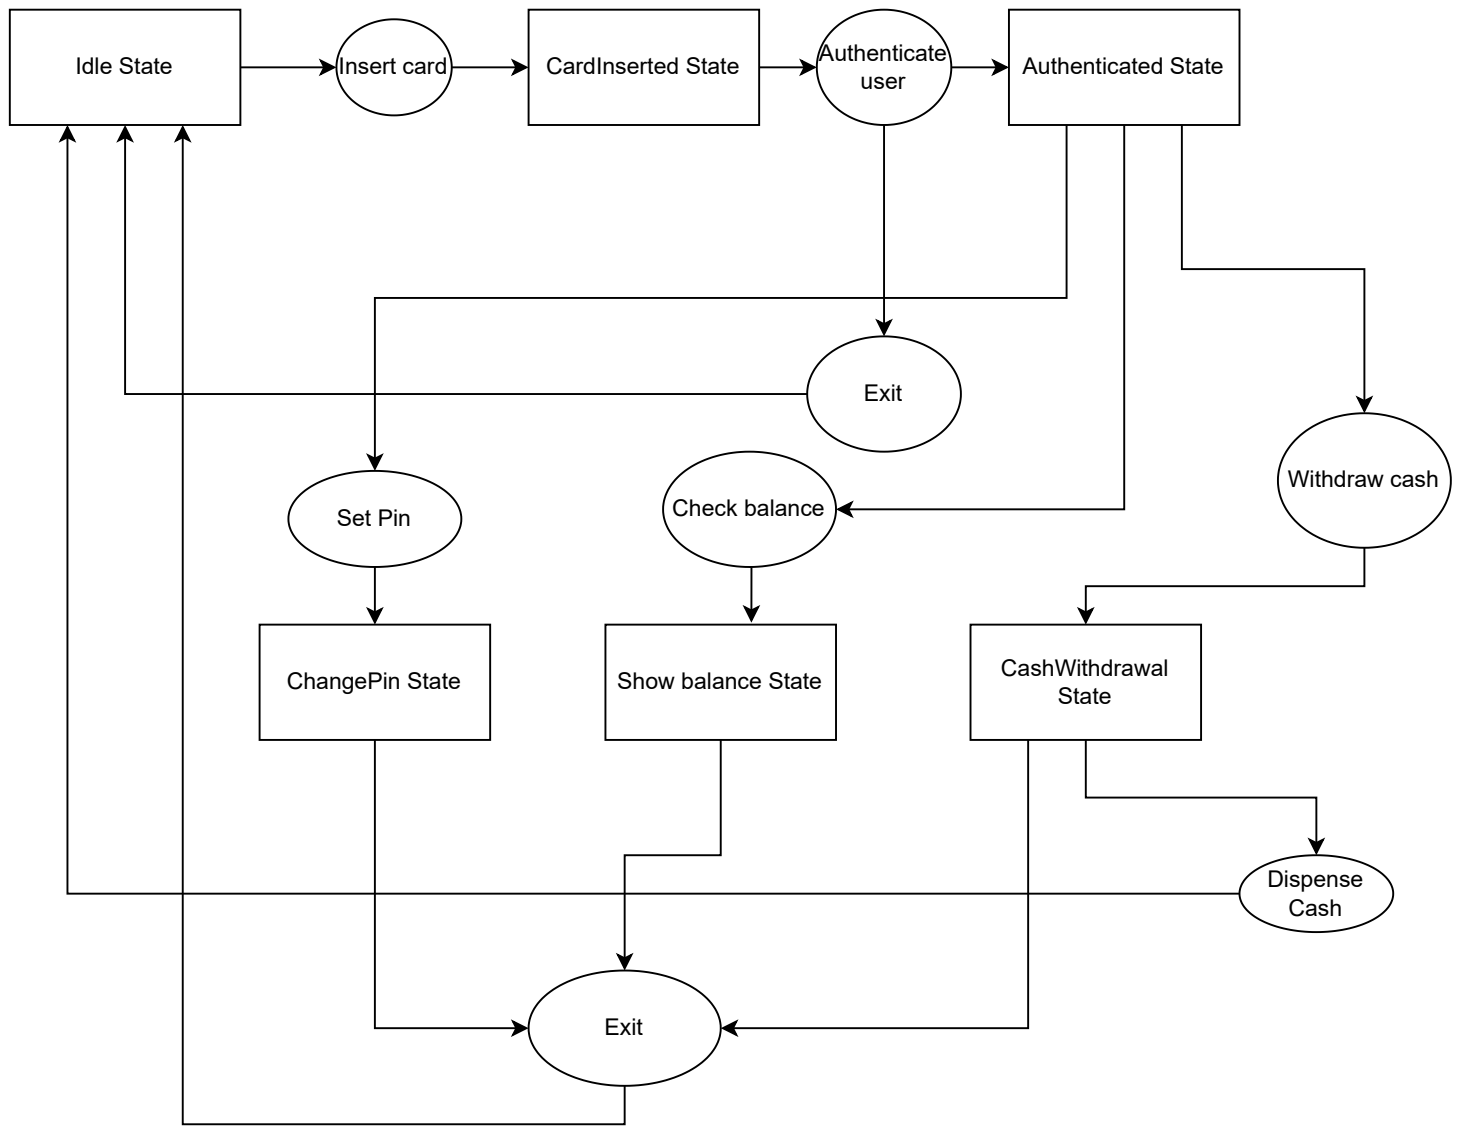 Idle State
Insert card
CardInserted State
Authenticate
user
Authenticated State
Exit
Withdraw cash
Set Pin
Check balance
ChangePin State
Show balance State
CashWithdrawal
State
Dispense
Cash
Exit